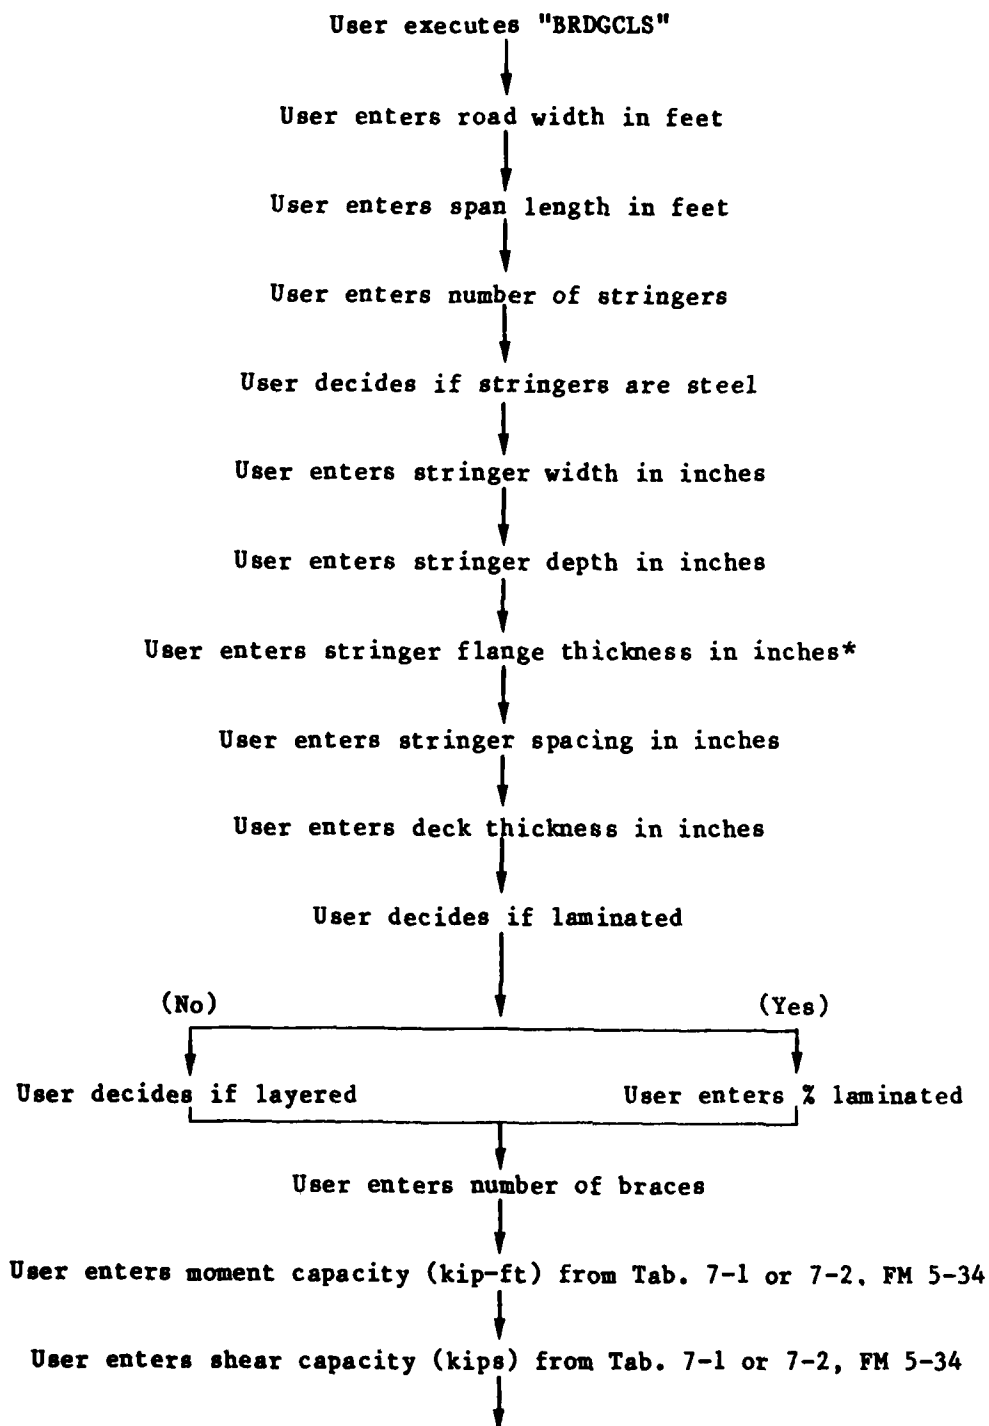 User executes "BRDGCLS"
User enters road width in feet
User enters span length in feet
User enters number of stringers
User decides if stringers are steel
User enters stringer width in inches
User enters stringer depth in inches
User enters stringer flange thickness in inches*
User enters stringer spacing in inches
User enters deck thickness in inches
User decides if laminated
(No) (Yes)
User decides if layered User enters % laminated
User enters number of braces
User enters moment capacity (kip-ft) from Tab. 7-1 or 7-2, FM 5-34
User enters shear capacity (kips) from Tab. 7-1 or 7-2, FM 5-34